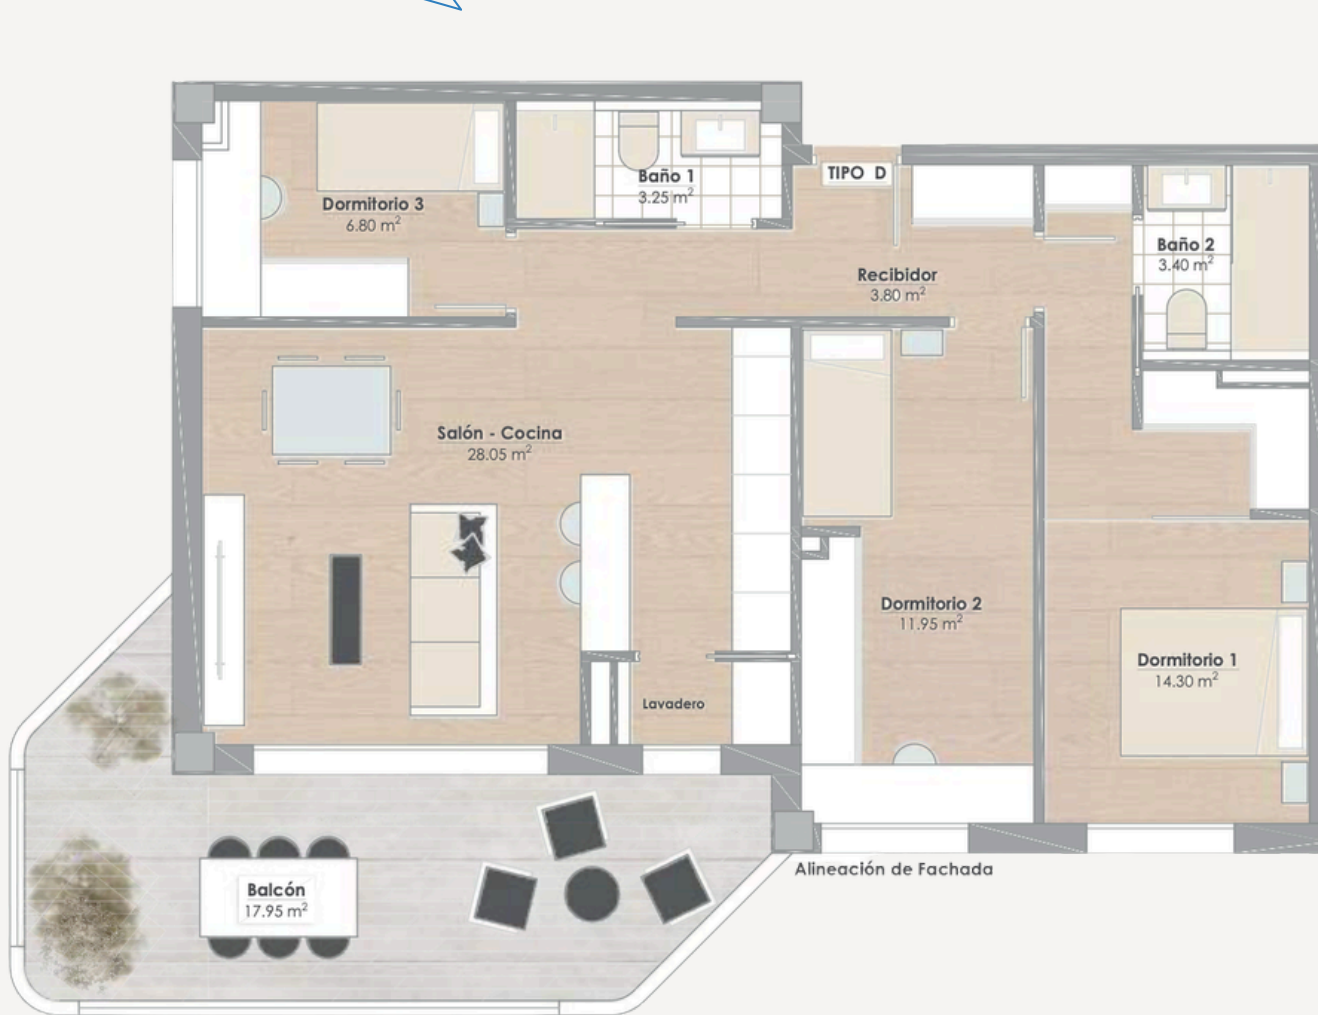 TIPO D
Baño 1
3.25 m²
Dormitorio 3
6.80 m²
Baño 2
3.40 m²
Recibidor
3.80 m²
Salón - Cocina
28.05 m²
Dormitorio 2
11.95 m²
Dormitorio 1
14.30 m²
Lavadero
Alineación de Fachada
Balcón
17.95 m²